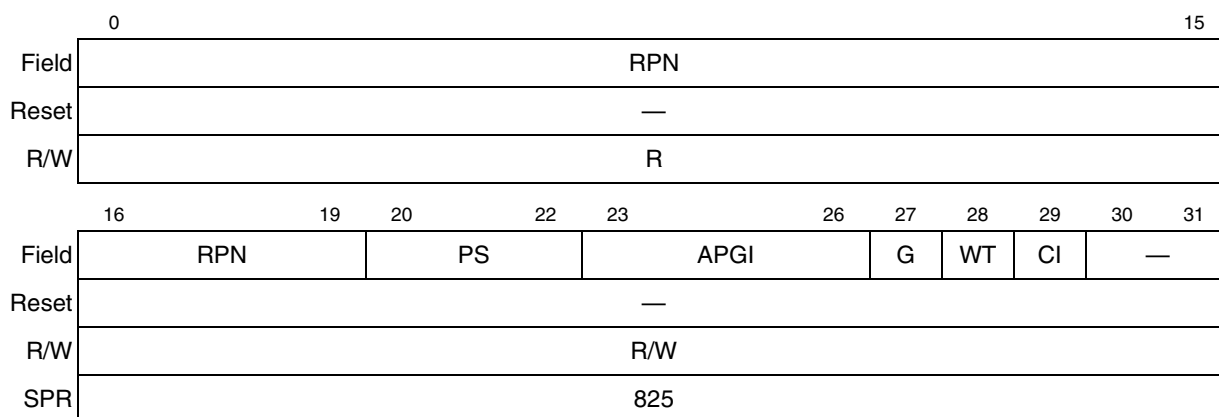 0 15
Field RPN
Reset —
R/W R
16 19 20 22 23 26 27 28 29 30 31
Field RPN PS APGI G WT CI —
Reset —
R/W R/W
SPR 825